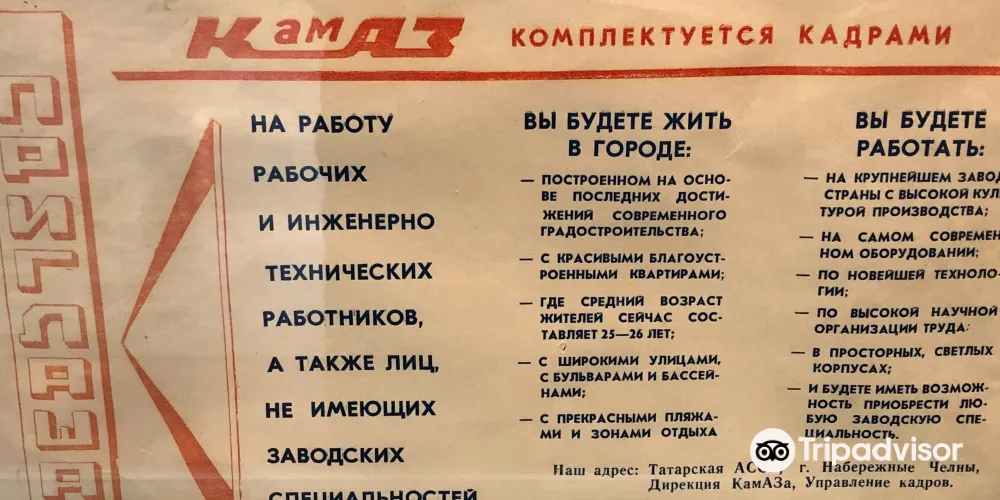 КамАЗ КОМПЛЕКТУЕТСЯ КАДРАМИ
НА РАБОТУ
РАБОЧИХ
И ИНЖЕНЕРНО
ТЕХНИЧЕСКИХ
РАБОТНИКОВ,
А ТАКЖЕ ЛИЦ,
НЕ ИМЕЮЩИХ
ЗАВОДСКИХ
СПЕЦИАЛЬНОСТЕЙ
ВЫ БУДЕТЕ ЖИТЬ
В ГОРОДЕ:
— ПОСТРОЕННОМ НА ОСНО-
ВЕ ПОСЛЕДНИХ ДОСТИ-
ЖЕНИЙ СОВРЕМЕННОГО
ГРАДОСТРОИТЕЛЬСТВА;
— С КРАСИВЫМИ БЛАГОУСТ-
РОЕННЫМИ КВАРТИРАМИ;
— ГДЕ СРЕДНИЙ ВОЗРАСТ
ЖИТЕЛЕЙ СЕЙЧАС СОС-
ТАВЛЯЕТ 25—26 ЛЕТ;
— С ШИРОКИМИ УЛИЦАМИ,
С БУЛЬВАРАМИ И БАССЕЙ-
НАМИ;
— С ПРЕКРАСНЫМИ ПЛЯЖА-
МИ И ЗОНАМИ ОТДЫХА
ВЫ БУДЕТЕ
РАБОТАТЬ:
— НА КРУПНЕЙШЕМ ЗАВОД
СТРАНЫ С ВЫСОКОЙ КУЛ
ТУРОЙ ПРОИЗВОДСТВА;
— НА САМОМ СОВРЕМЕН
НОМ ОБОРУДОВАНИИ;
— ПО НОВЕЙШЕЙ ТЕХНОЛО-
ГИИ;
— ПО ВЫСОКОЙ НАУЧНОЙ
ОРГАНИЗАЦИИ ТРУДА:
— В ПРОСТОРНЫХ, СВЕТЛЫХ
КОРПУСАХ;
— И БУДЕТЕ ИМЕТЬ ВОЗМОЖ-
НОСТЬ ПРИОБРЕСТИ ЛЮ-
БУЮ ЗАВОДСКУЮ СПЕ-
ЦИАЛЬНОСТЬ.
Наш адрес: Татарская г. Набережные Челны,
Дирекция КамАЗа, Управление кадров.
Tripadvisor